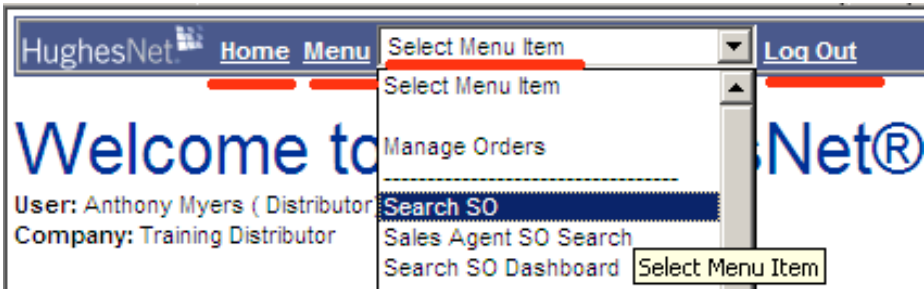 HughesNet. Home Menu Select Menu Item Log Out
Select Menu Item
Welcome to sNet®
Manage Orders
----------------------------------
User: Anthony Myers ( Distributor Search SO
Company: Training Distributor Sales Agent SO Search
Search SO Dashboard Select Menu Item